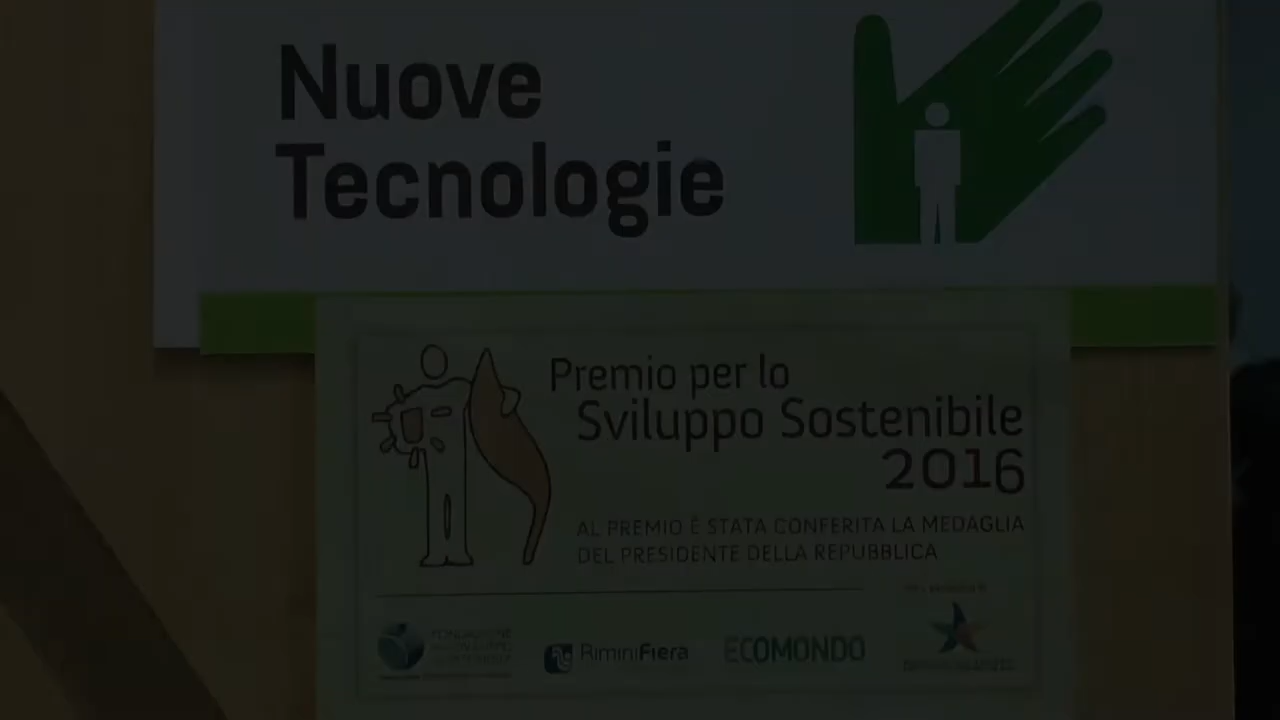 Nuove
Tecnologie
Premio per lo
Sviluppo Sostenibile
2016
AL PREMIO È STATA CONFERITA LA MEDAGLIA
DEL PRESIDENTE DELLA REPUBBLICA
RiminiFiera
ECOMONDO